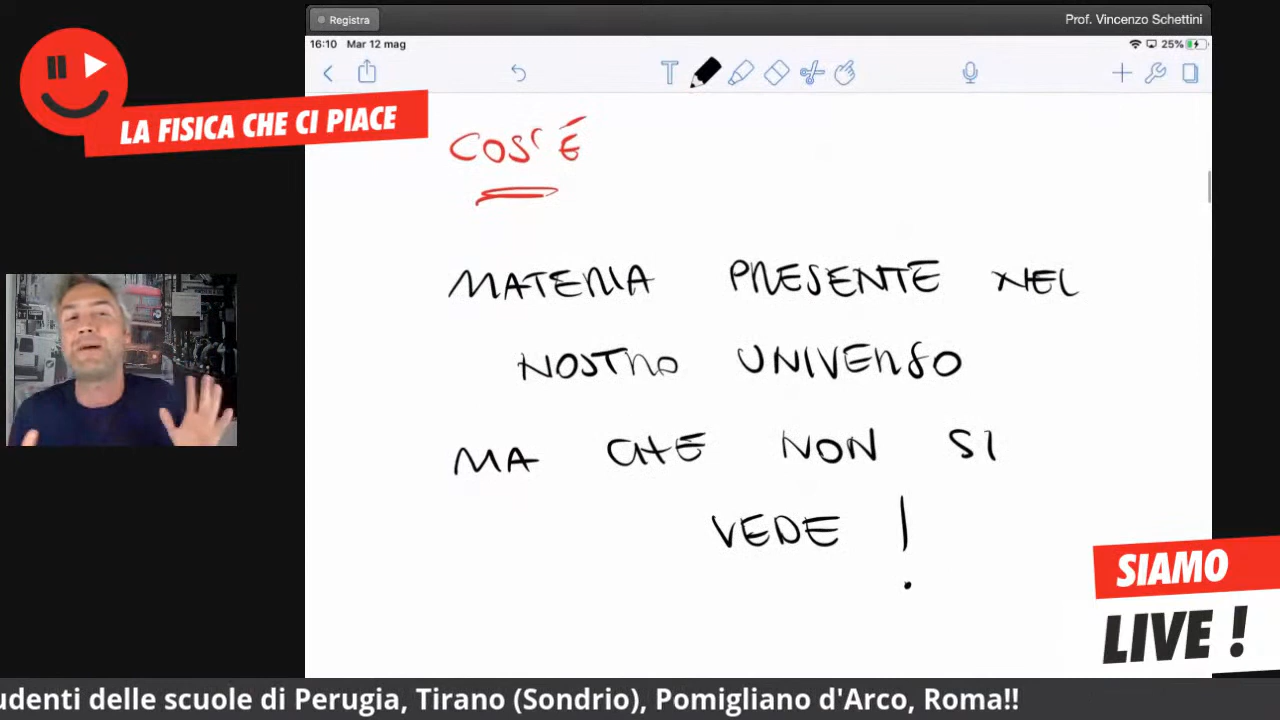 Registra
Prof. Vincenzo Schettini
16:10 Mar 12 mag
25%
T
LA FISICA CHE CI PIACE
COS'É
MATERIA PRESENTE NEL
NOSTRO UNIVERSO
MA CHE NON SI
VEDE !
SIAMO
LIVE !
udenti delle scuole di Perugia, Tirano (Sondrio), Pomigliano d'Arco, Roma!!